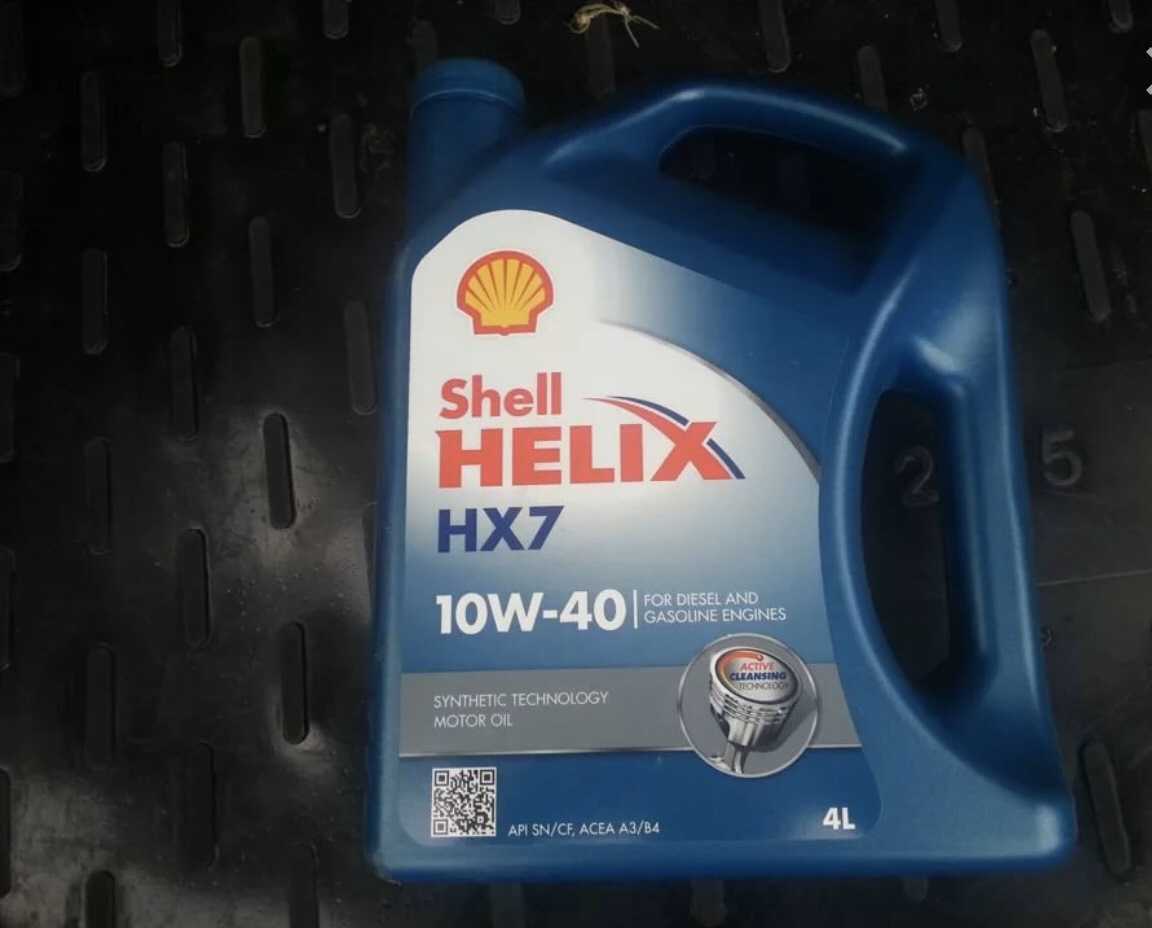 Shell
HELIX
HX7
10W-40
FOR DIESEL AND
GASOLINE ENGINES
ACTIVE
CLEANSING
TECHNOLOGY
SYNTHETIC TECHNOLOGY
MOTOR OIL
API SN/CF, ACEA A3/B4
4L
2 5